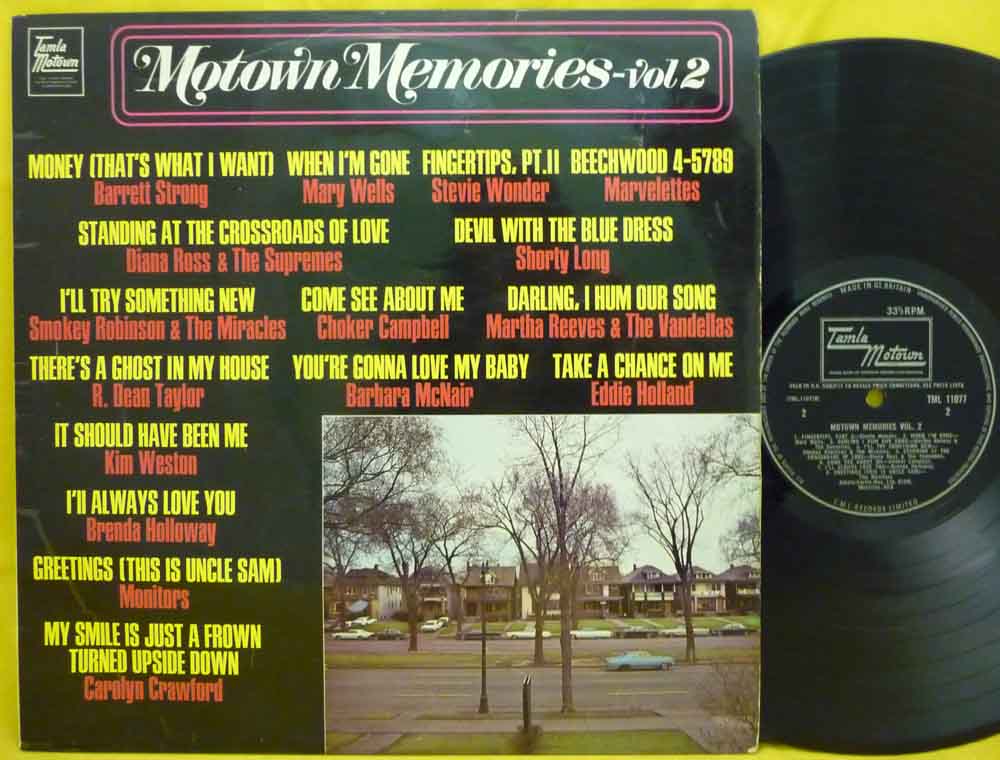 Tamla
Motown
Motown Memories-vol 2
MONEY (THAT'S WHAT I WANT) WHEN I'M GONE FINGERTIPS, PT.II BEECHWOOD 4-5789
Barrett Strong Mary Wells Stevie Wonder Marvelettes
STANDING AT THE CROSSROADS OF LOVE DEVIL WITH THE BLUE DRESS
Diana Ross & The Supremes Shorty Long
I'LL TRY SOMETHING NEW COME SEE ABOUT ME DARLING, I HUM OUR SONG
Smokey Robinson & The Miracles Choker Campbell Martha Reeves & The Vandellas
THERE'S A GHOST IN MY HOUSE YOU'RE GONNA LOVE MY BABY TAKE A CHANCE ON ME
R. Dean Taylor Barbara McNair Eddie Holland
IT SHOULD HAVE BEEN ME
Kim Weston
I'll ALWAYS LOVE YOU
Brenda Holloway
GREETINGS (THIS IS UNCLE SAM)
Monitors
MY SMILE IS JUST A FROWN
TURNED UPSIDE DOWN
Carolyn Crawford
MADE IN GT. BRITAIN
33⅓ RPM
Tamla
Motown
TML 11077
2 2
MOTOWN MEMORIES VOL. 2
E.M.I. RECORDS LIMITED